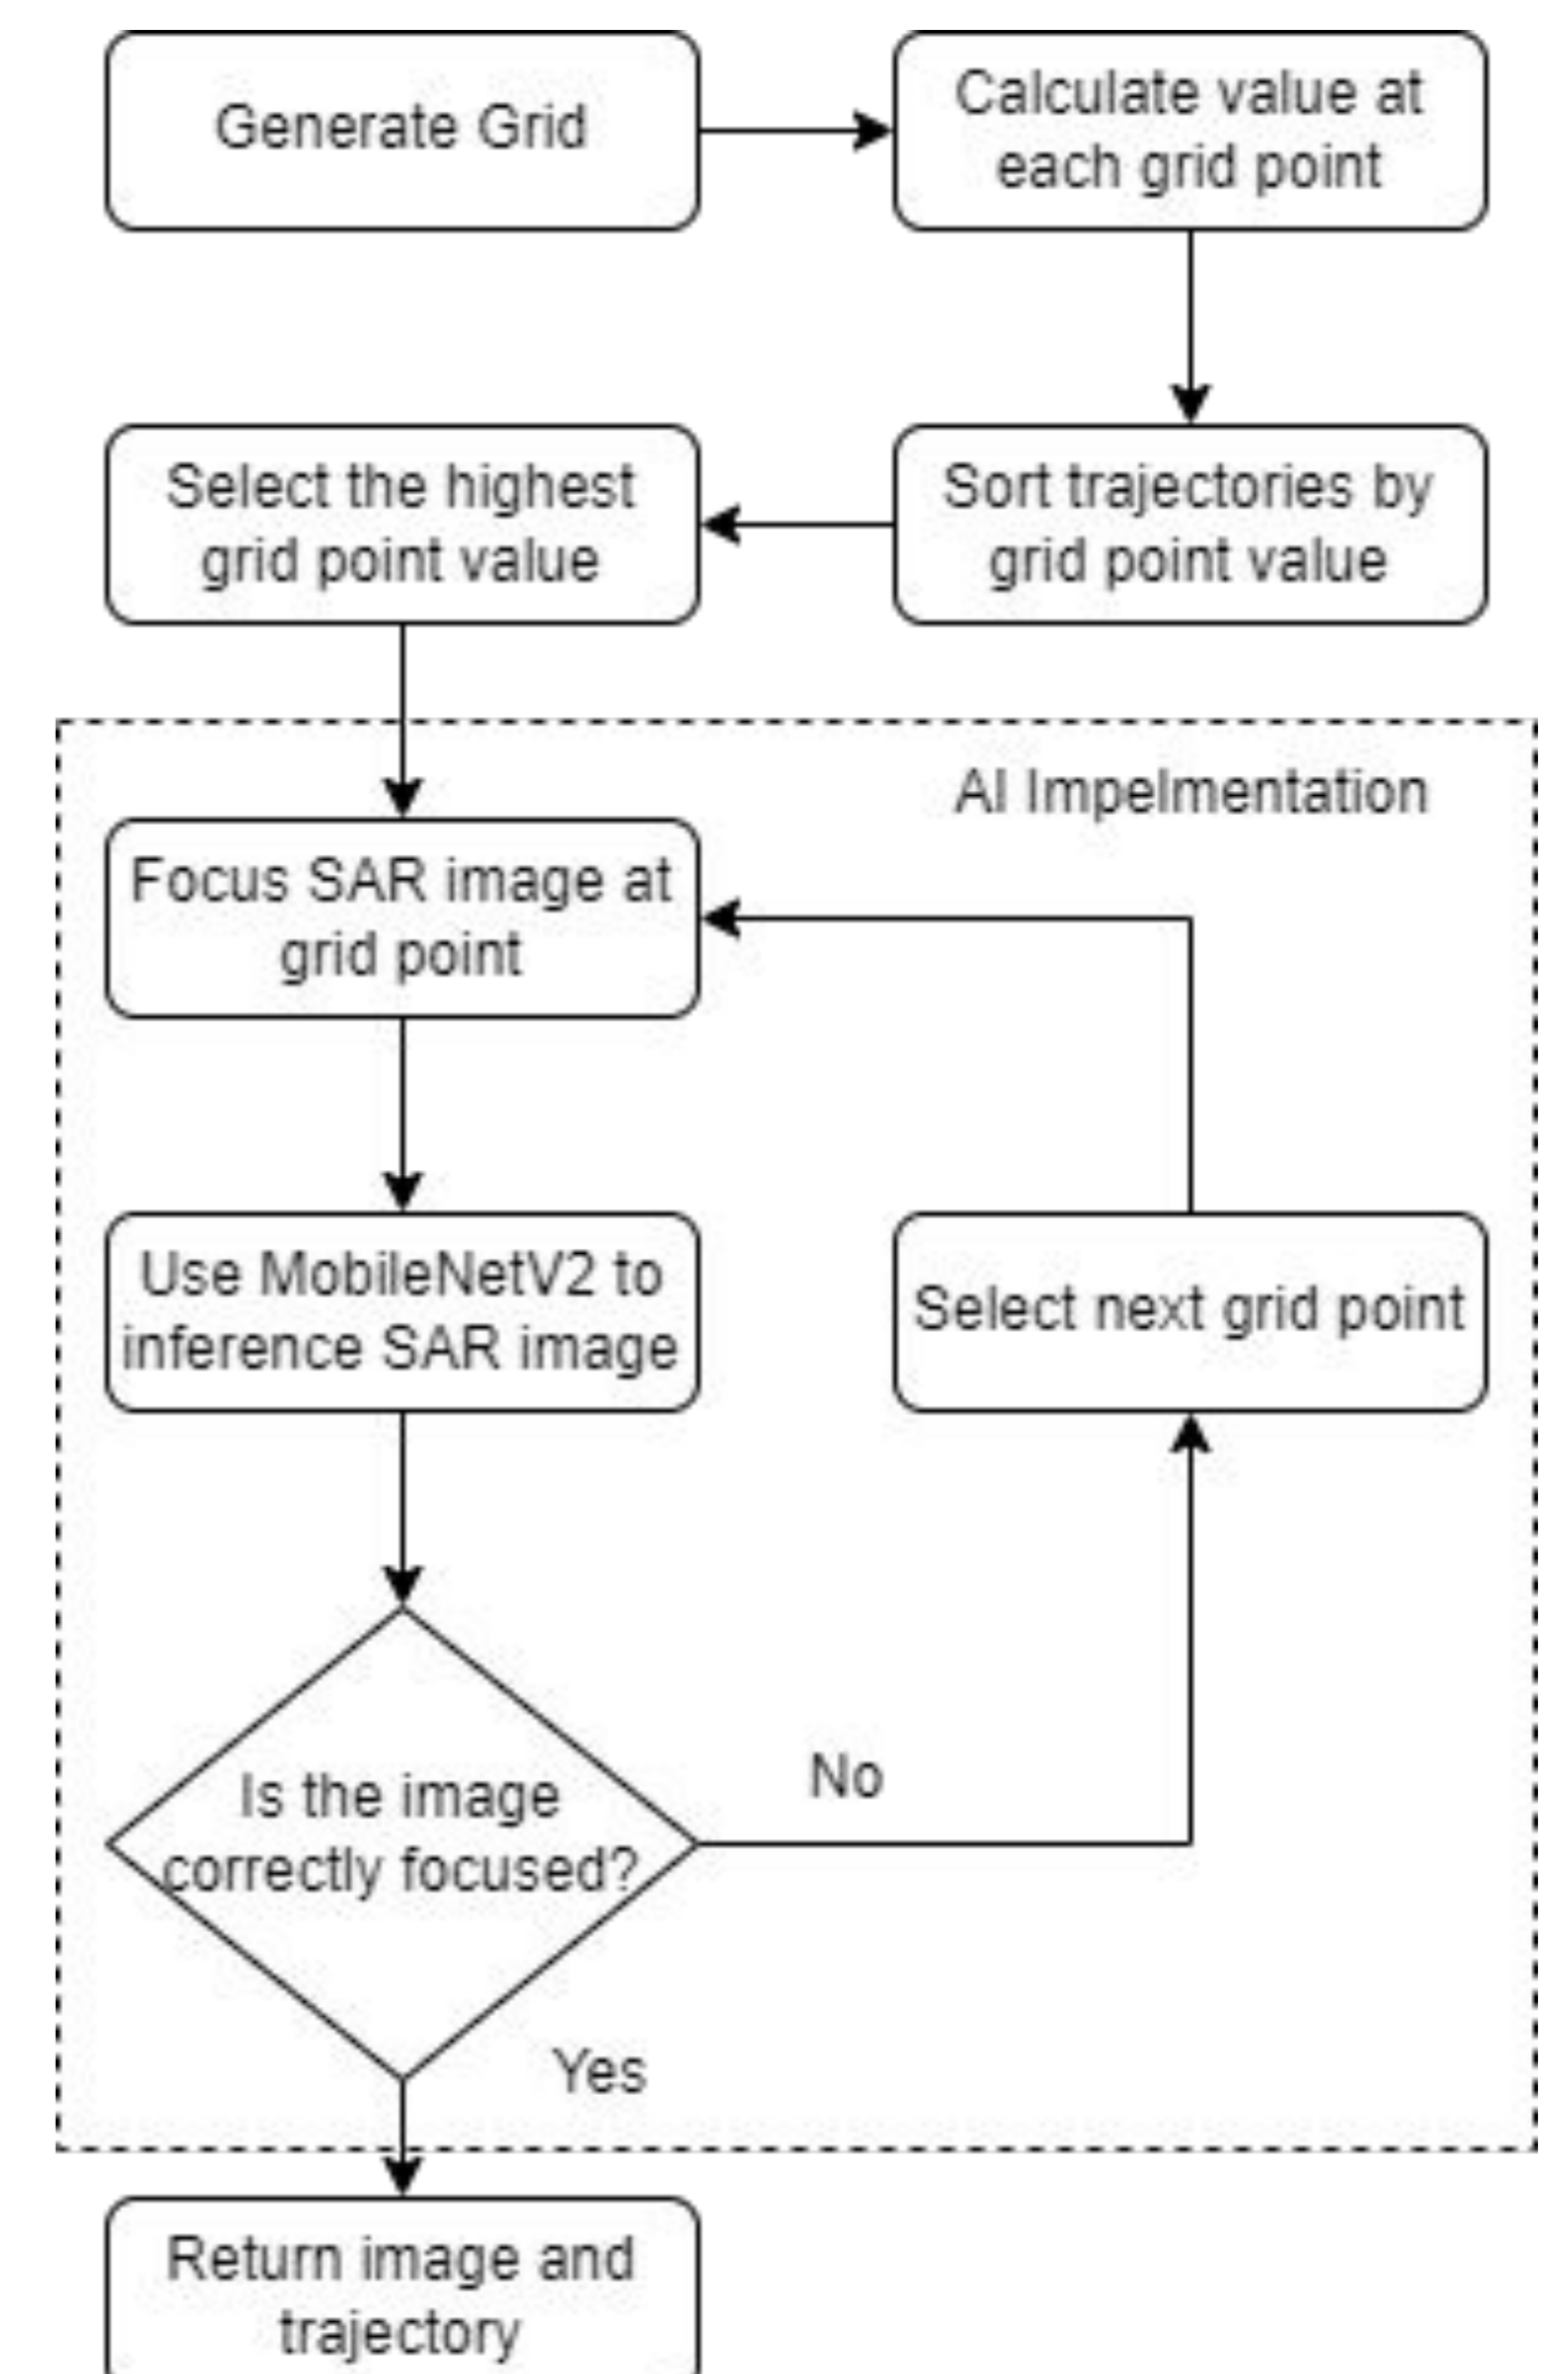 Generate Grid
Calculate value at
each grid point
Select the highest
grid point value
Sort trajectories by
grid point value
AI Impelmentation
Focus SAR image at
grid point
Use MobileNetV2 to
inference SAR image
Select next grid point
Is the image
correctly focused?
No
Yes
Return image and
trajectory